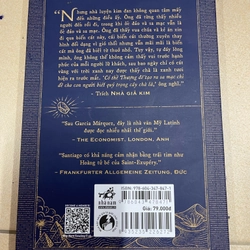 "Nhưng nhà luyện kim đan không quan tâm mấy
đến những điều ấy. Ông đã từng thấy nhiều
người đến rồi đi, trong khi ốc đảo và sa mạc vẫn là
ốc đảo và sa mạc. Ông đã thấy vua chúa và kẻ ăn xin
đi qua biển cát này, cái biển cát thường xuyên thay
hình đổi dạng vì gió thổi nhưng vẫn mãi mãi là biển
cát mà ông đã biết từ thuở nhỏ. Tuy vậy, tự đáy lòng
mình, ông không thể không cảm thấy vui trước hạnh
phúc của mỗi người lữ khách, sau bao ngày chỉ có cát vàng
với trời xanh nay được thấy chà là xanh tươi hiện ra
trước mắt. 'Có thể Thượng đế tạo ra sa mạc chỉ
để cho con người biết quý trọng cây chà là,' ông nghĩ."
- Trích NHÀ GIẢ KIM
"Sau García Márquez, đây là nhà văn Mỹ Latinh
được đọc nhiều nhất thế giới."
- THE ECONOMIST, LONDON, ANH
"Santiago có khả năng cảm nhận bằng trái tim như
Hoàng tử bé của Saint-Exupéry."
- FRANKFURTER ALLGEMEINE ZEITUNG, ĐỨC
nhã nam
Giá: 79.000đ